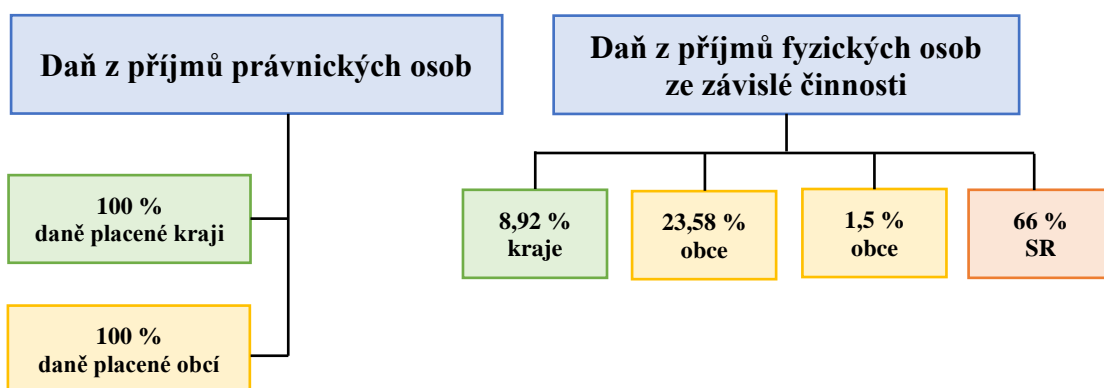 Daň z příjmů právnických osob
100 %
daně placené kraji
100 %
daně placené obcí
Daň z příjmů fyzických osob
ze závislé činnosti
8,92 %
kraje
23,58 %
obce
1,5 %
obce
66 %
SR